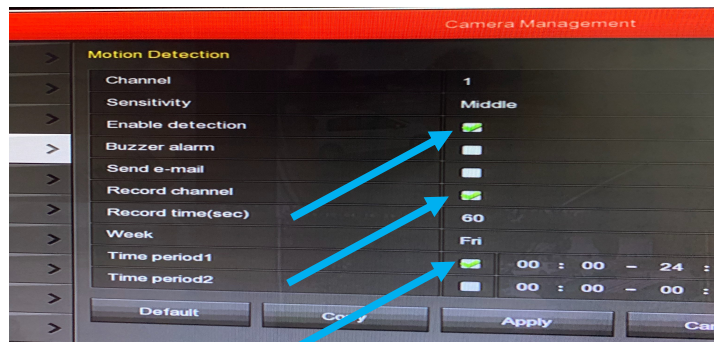 Camera Management
Motion Detection
Channel 1
Sensitivity Middle
Enable detection
Buzzer alarm
Send e-mail
Record channel
Record time(sec) 60
Week Fri
Time period1 00 : 00 – 24 :
Time period2 00 : 00 – 00 :
Default Apply